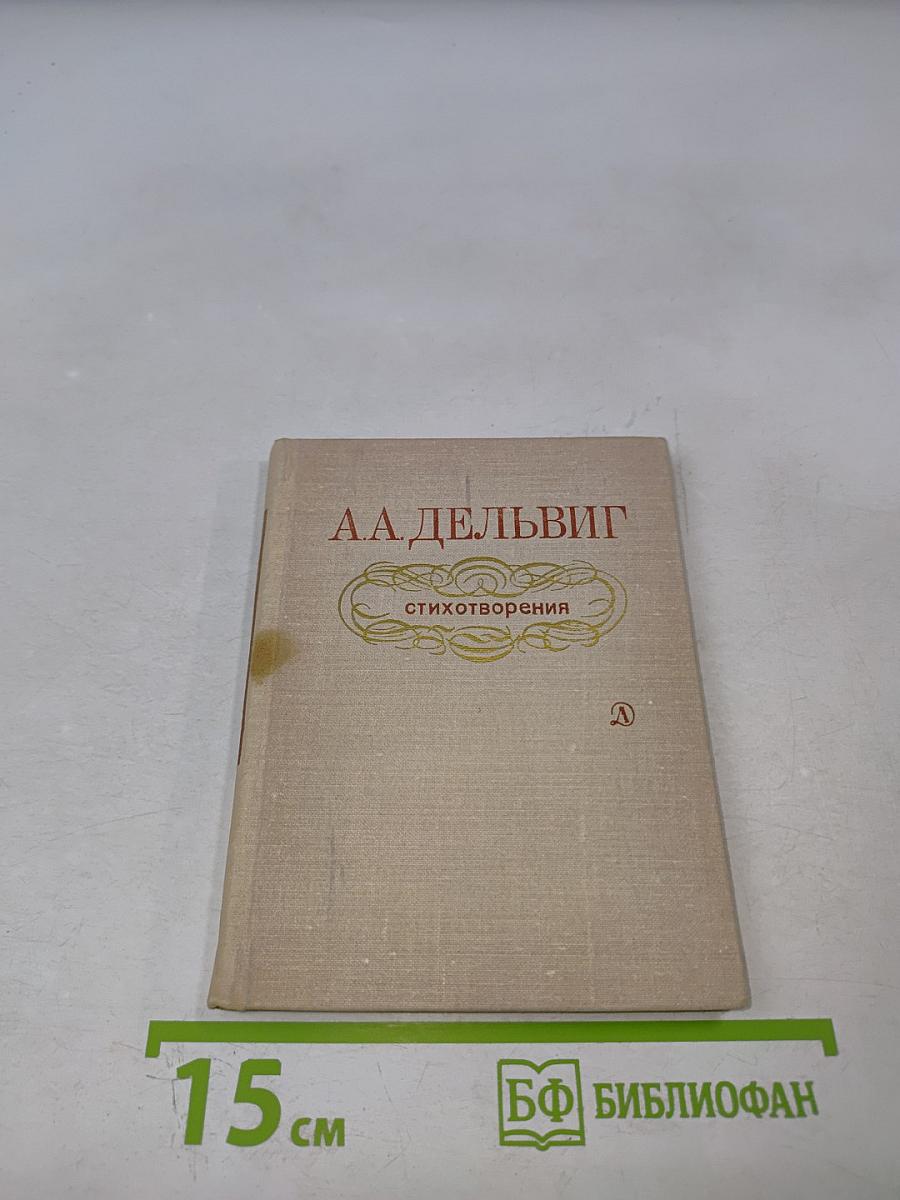 А.А. ДЕЛЬВИГ
стихотворения
Д
15 см
БФ БИБЛИОФАН